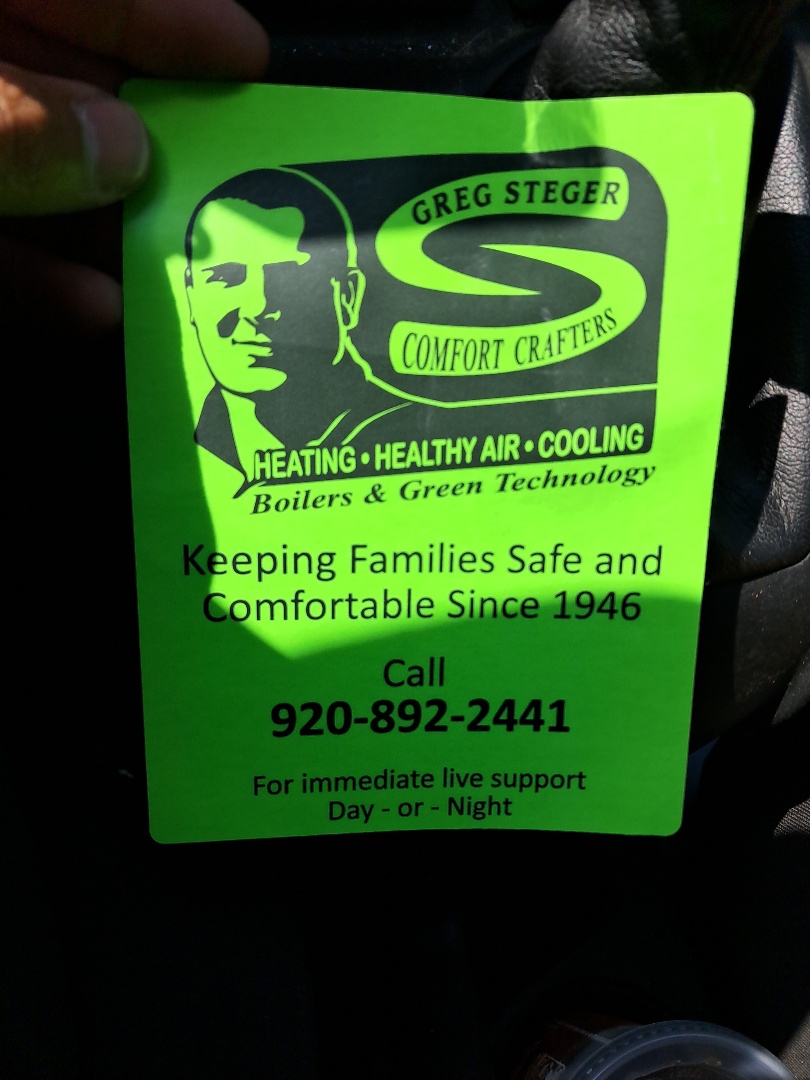 GREG STEGER
COMFORT CRAFTERS
HEATING • HEALTHY AIR • COOLING
Boilers & Green Technology
Keeping Families Safe and
Comfortable Since 1946
Call
920-892-2441
For immediate live support
Day - or - Night